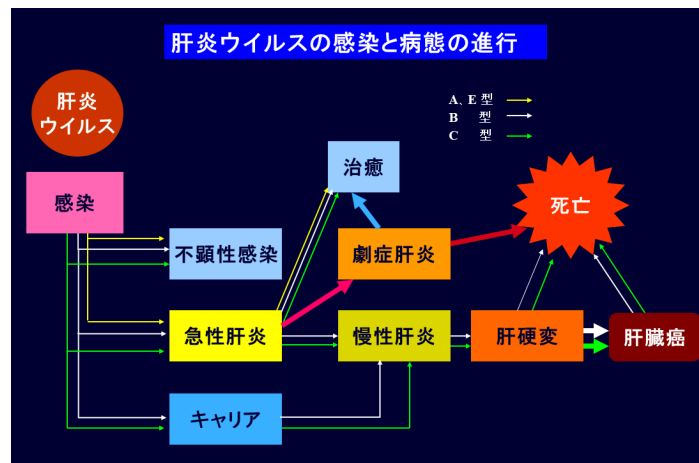 肝炎ウイルスの感染と病態の進行
肝炎
ウイルス
A、E 型
B 型
C 型
治癒
感染
死亡
不顕性感染
劇症肝炎
急性肝炎
慢性肝炎
肝硬変
肝臓癌
キャリア